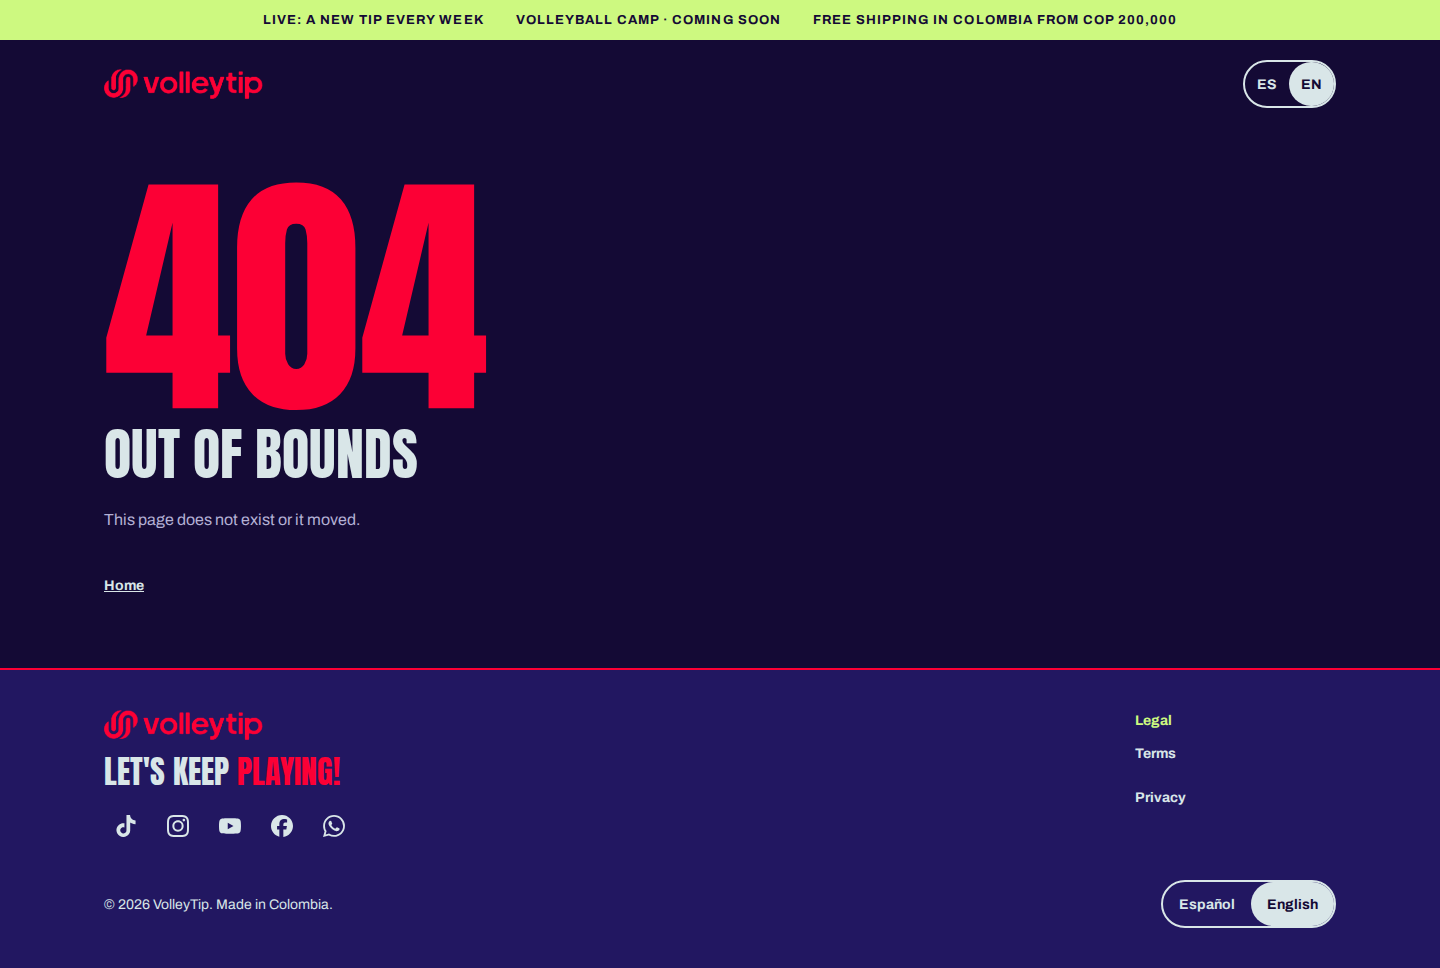 LIVE: A NEW TIP EVERY WEEK VOLLEYBALL CAMP · COMING SOON FREE SHIPPING IN COLOMBIA FROM COP 200,000
volleytip
ES EN
404
OUT OF BOUNDS
This page does not exist or it moved.
Home
volleytip
LET'S KEEP PLAYING!
Legal
Terms
Privacy
© 2026 VolleyTip. Made in Colombia.
Español English